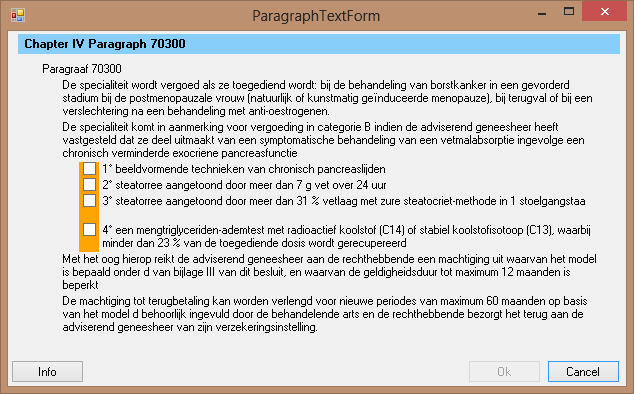 ParagraphTextForm
Chapter IV Paragraph 70300
Paragraaf 70300
De specialiteit wordt vergoed als ze toegediend wordt: bij de behandeling van borstkanker in een gevorderd
stadium bij de postmenopauzale vrouw (natuurlijk of kunstmatig geïnduceerde menopauze), bij terugval of bij een
verslechtering na een behandeling met anti-oestrogenen.
De specialiteit komt in aanmerking voor vergoeding in categorie B indien de adviserend geneesheer heeft
vastgesteld dat ze deel uitmaakt van een symptomatische behandeling van een vetmalabsorptie ingevolge een
chronisch verminderde exocriene pancreasfunctie
1° beeldvormende technieken van chronisch pancreaslijden
2° steatorree aangetoond door meer dan 7 g vet over 24 uur
3° steatorree aangetoond door meer dan 31 % vetlaag met zure steatocriet-methode in 1 stoelgangstaa
4° een mengtriglyceriden-ademtest met radioactief koolstof (C14) of stabiel koolstofisotoop (C13), waarbij
minder dan 23 % van de toegediende dosis wordt gerecupereerd
Met het oog hierop reikt de adviserend geneesheer aan de rechthebbende een machtiging uit waarvan het model
is bepaald onder d van bijlage III van dit besluit, en waarvan de geldigheidsduur tot maximum 12 maanden is
beperkt
De machtiging tot terugbetaling kan worden verlengd voor nieuwe periodes van maximum 60 maanden op basis
van het model d behoorlijk ingevuld door de behandelende arts en de rechthebbende bezorgt het terug aan de
adviserend geneesheer van zijn verzekeringsinstelling.
Info
Ok
Cancel